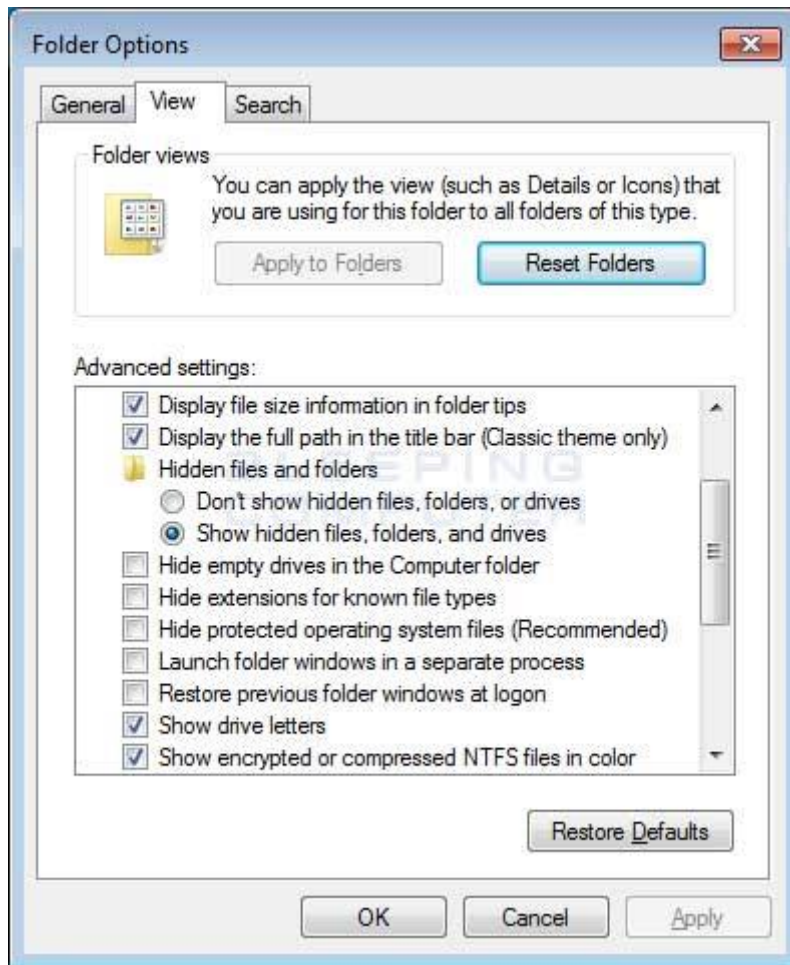 Folder Options
General View Search
Folder views
You can apply the view (such as Details or Icons) that
you are using for this folder to all folders of this type.
Apply to Folders Reset Folders
Advanced settings:
Display file size information in folder tips
Display the full path in the title bar (Classic theme only)
Hidden files and folders
Don't show hidden files, folders, or drives
Show hidden files, folders, and drives
Hide empty drives in the Computer folder
Hide extensions for known file types
Hide protected operating system files (Recommended)
Launch folder windows in a separate process
Restore previous folder windows at logon
Show drive letters
Show encrypted or compressed NTFS files in color
BLEEPING
COMPUTER
Restore Defaults
OK Cancel Apply